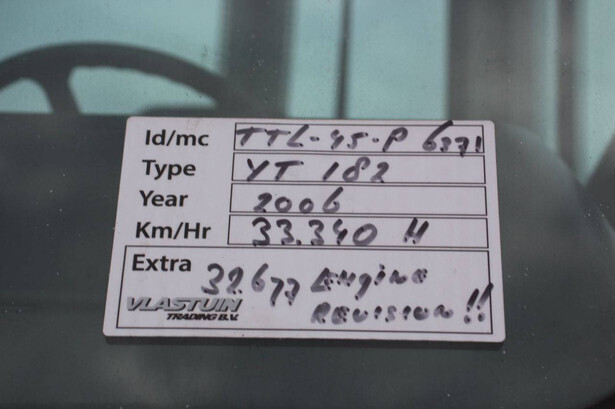 Id/mc TTL-45-P 6371
Type YT 182
Year 2006
Km/Hr 33.340 !!
Extra 32.677 ENgiNE
REVISION !!
VLASTUIN
TRADING B.V.